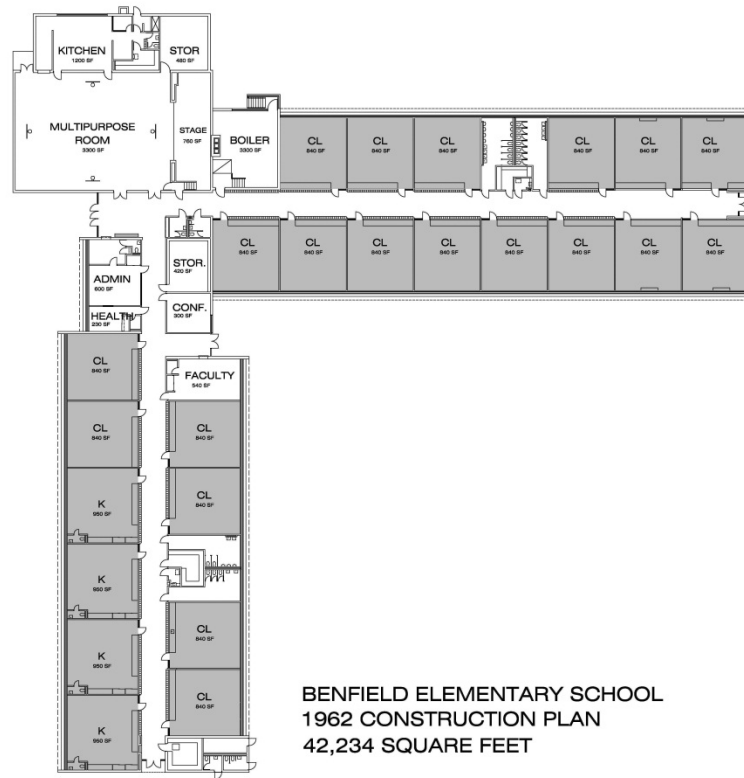 KITCHEN
1200 SF
STOR
480 SF
MULTIPURPOSE
ROOM
3300 SF
STAGE
760 SF
BOILER
3300 SF
CL
840 SF
CL
840 SF
CL
840 SF
CL
840 SF
CL
840 SF
CL
840 SF
STOR.
420 SF
CL
840 SF
CL
840 SF
CL
840 SF
CL
840 SF
CL
840 SF
CL
840 SF
CL
840 SF
CL
840 SF
ADMIN
600 SF
HEALTH
230 SF
CONF.
300 SF
CL
840 SF
FACULTY
540 SF
CL
840 SF
CL
840 SF
K
950 SF
CL
840 SF
K
950 SF
K
950 SF
CL
840 SF
K
950 SF
CL
840 SF
BENFIELD ELEMENTARY SCHOOL
1962 CONSTRUCTION PLAN
42,234 SQUARE FEET